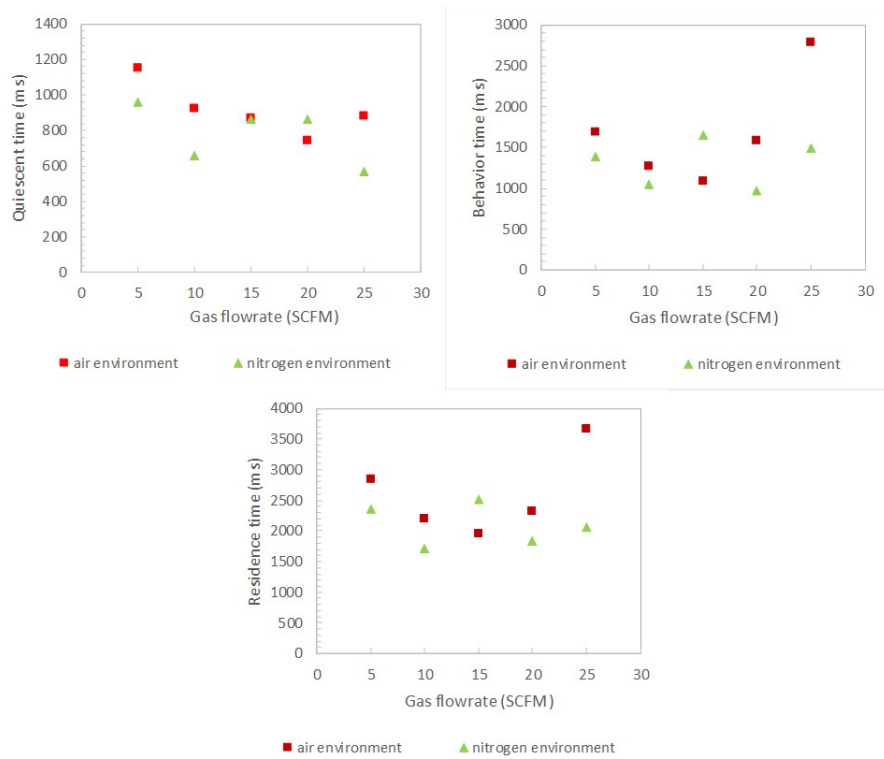 1400
1200
1000
800
600
400
200
0
Quiescent time (ms)
0 5 10 15 20 25 30
Gas flowrate (SCFM)
air environment nitrogen environment
3000
2500
2000
1500
1000
500
0
Behavior time (ms)
0 5 10 15 20 25 30
Gas flowrate (SCFM)
air environment nitrogen environment
4000
3500
3000
2500
2000
1500
1000
500
0
Residence time (ms)
0 5 10 15 20 25 30
Gas flowrate (SCFM)
air environment nitrogen environment